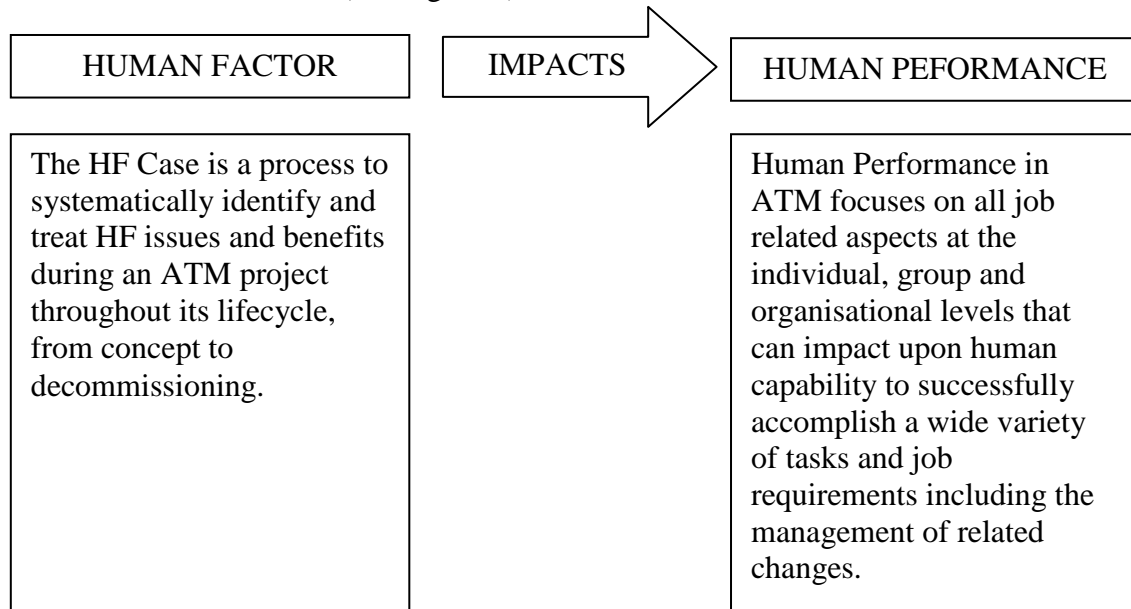 HUMAN FACTOR
IMPACTS
HUMAN PEFORMANCE
The HF Case is a process to
systematically identify and
treat HF issues and benefits
during an ATM project
throughout its lifecycle,
from concept to
decommissioning.
Human Performance in
ATM focuses on all job
related aspects at the
individual, group and
organisational levels that
can impact upon human
capability to successfully
accomplish a wide variety
of tasks and job
requirements including the
management of related
changes.